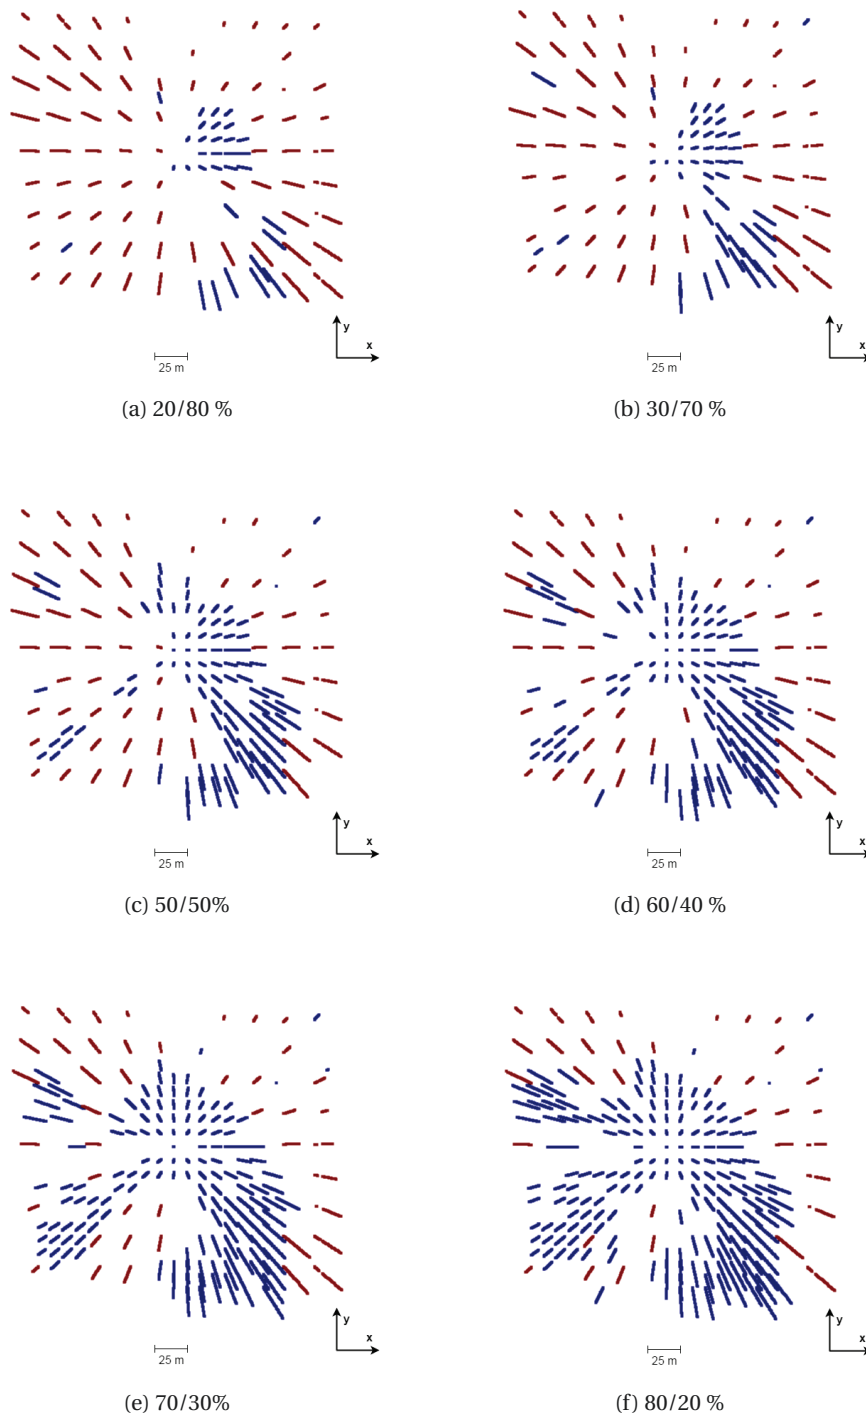 y
x
25 m
y
x
25 m
(a) 20/80 %
(b) 30/70 %
y
x
25 m
y
x
25 m
(c) 50/50%
(d) 60/40 %
y
x
25 m
y
x
25 m
(e) 70/30%
(f) 80/20 %